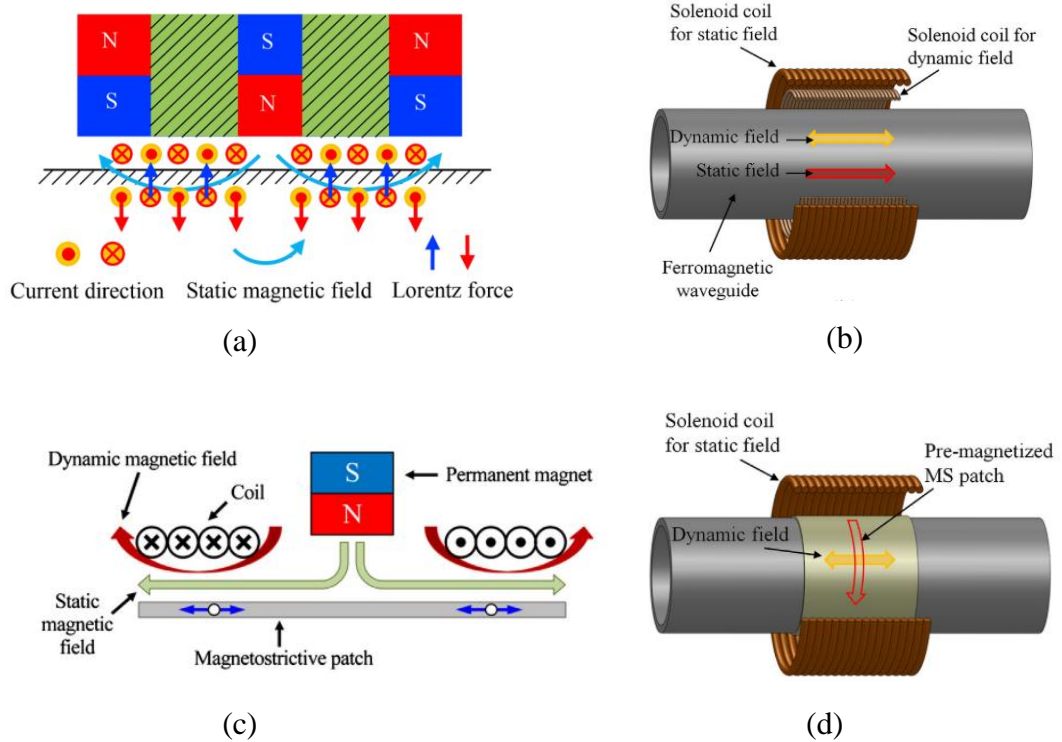 N
S
N
S
N
S
Current direction
Static magnetic field
Lorentz force
(a)
Solenoid coil
for static field
Solenoid coil for
dynamic field
Dynamic field
Static field
Ferromagnetic
waveguide
(b)
Dynamic magnetic field
Coil
S
N
Permanent magnet
Static
magnetic
field
Magnetostrictive patch
(c)
Solenoid coil
for static field
Pre-magnetized
MS patch
Dynamic field
(d)